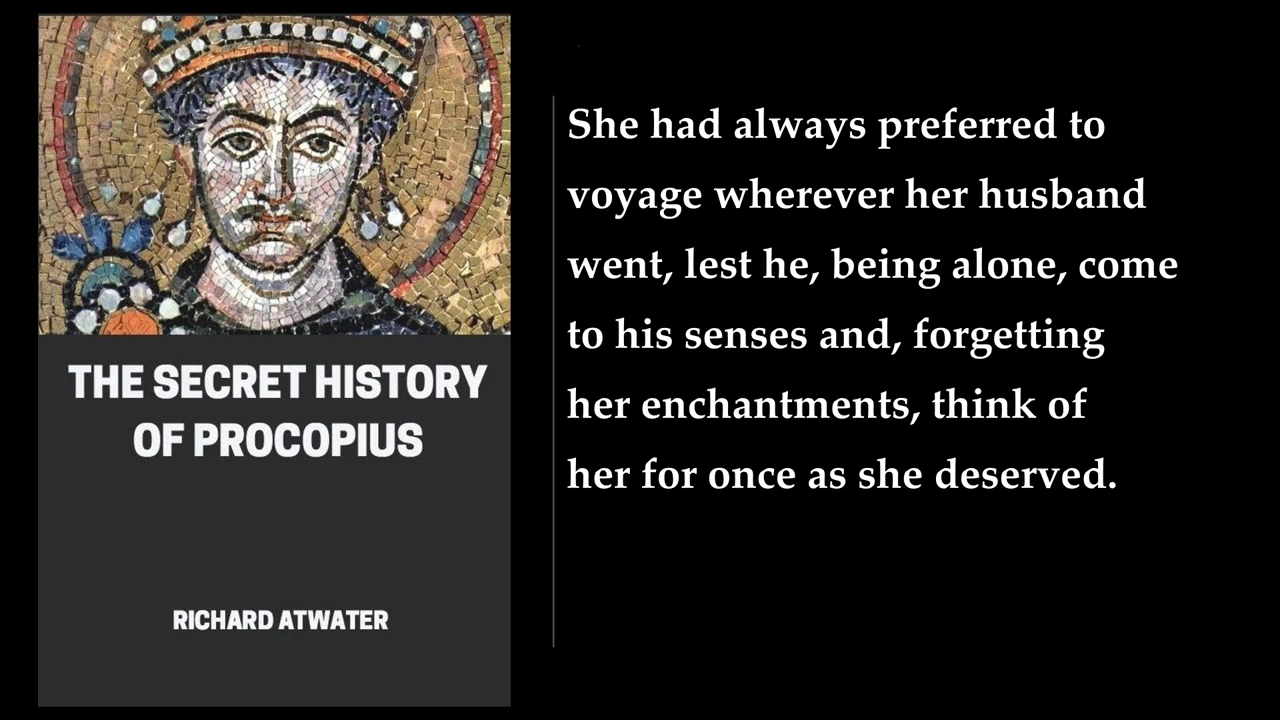 THE SECRET HISTORY
OF PROCOPIUS
RICHARD ATWATER
She had always preferred to
voyage wherever her husband
went, lest he, being alone, come
to his senses and, forgetting
her enchantments, think of
her for once as she deserved.